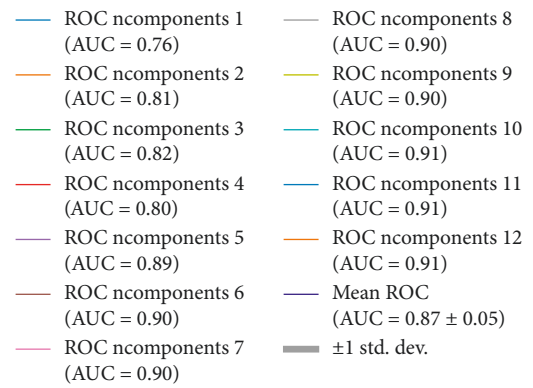 ROC ncomponents 1
(AUC = 0.76)
ROC ncomponents 2
(AUC = 0.81)
ROC ncomponents 3
(AUC = 0.82)
ROC ncomponents 4
(AUC = 0.80)
ROC ncomponents 5
(AUC = 0.89)
ROC ncomponents 6
(AUC = 0.90)
ROC ncomponents 7
(AUC = 0.90)
ROC ncomponents 8
(AUC = 0.90)
ROC ncomponents 9
(AUC = 0.90)
ROC ncomponents 10
(AUC = 0.91)
ROC ncomponents 11
(AUC = 0.91)
ROC ncomponents 12
(AUC = 0.91)
Mean ROC
(AUC = 0.87 ± 0.05)
±1 std. dev.